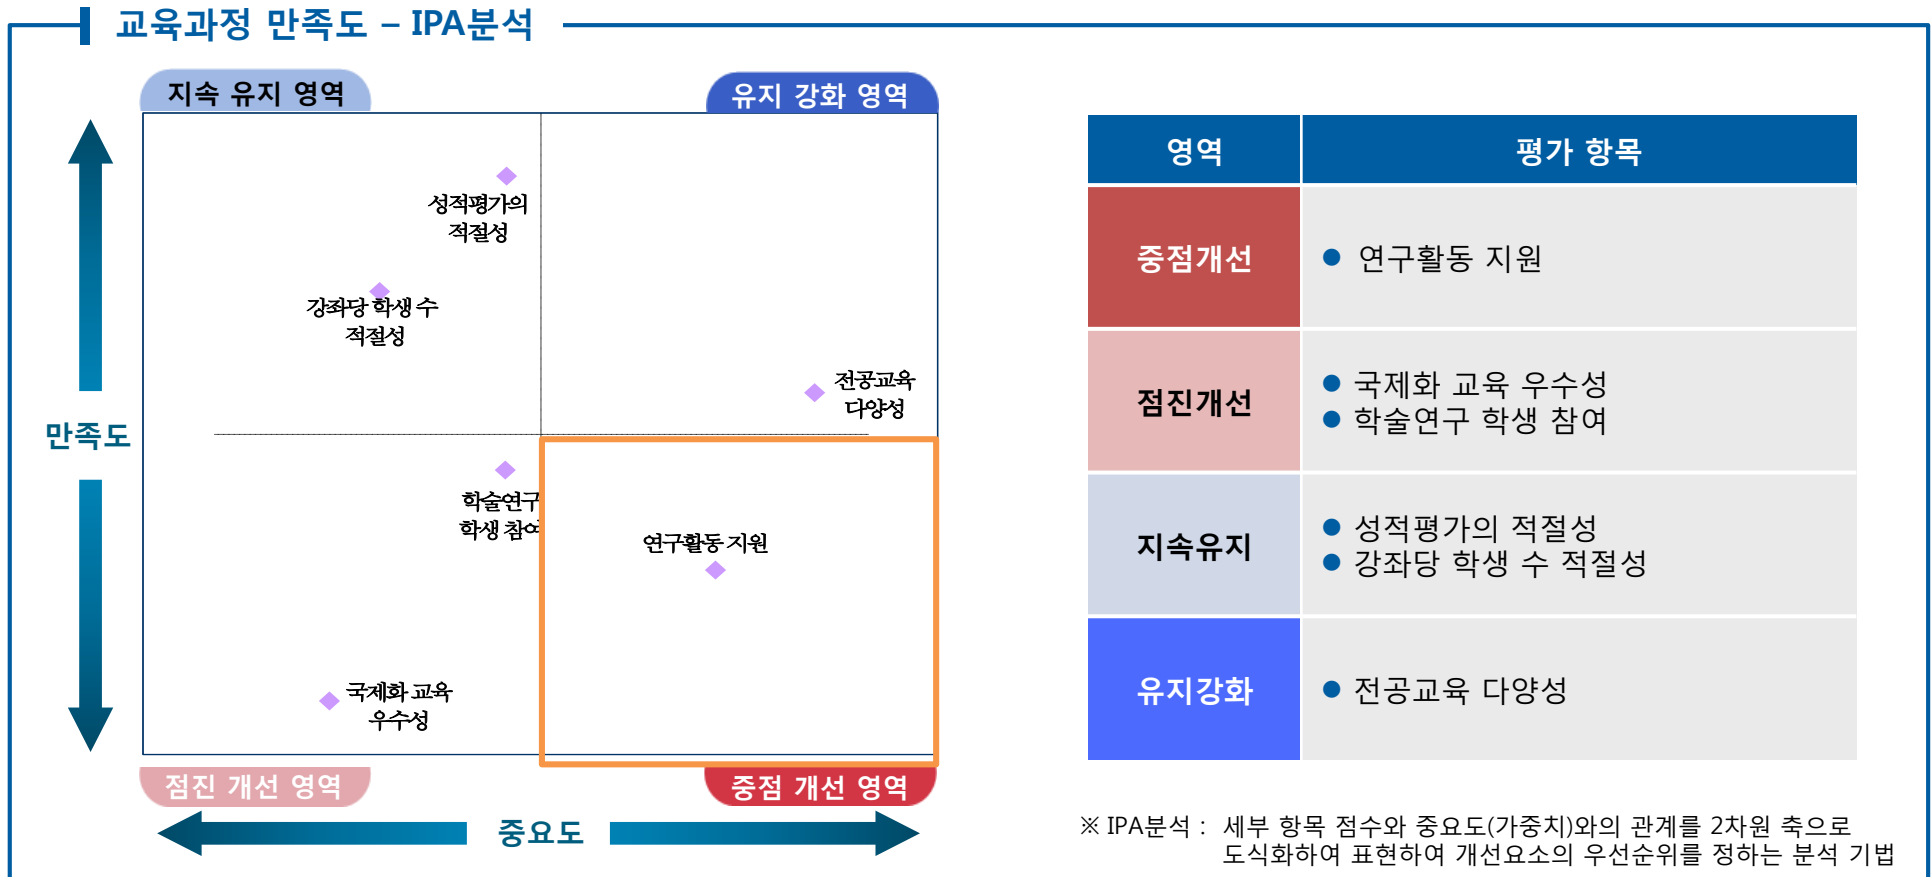 교육과정 만족도 – IPA분석
지속 유지 영역
유지 강화 영역
성적평가의
적절성
강좌당 학생 수
적절성
전공교육
다양성
만족도
학술연구
학생 참여
연구활동 지원
국제화 교육
우수성
점진 개선 영역
중점 개선 영역
중요도
영역
평가 항목
중점개선
● 연구활동 지원
점진개선
● 국제화 교육 우수성
● 학술연구 학생 참여
지속유지
● 성적평가의 적절성
● 강좌당 학생 수 적절성
유지강화
● 전공교육 다양성
※ IPA분석 : 세부 항목 점수와 중요도(가중치)와의 관계를 2차원 축으로
도식화하여 표현하여 개선요소의 우선순위를 정하는 분석 기법